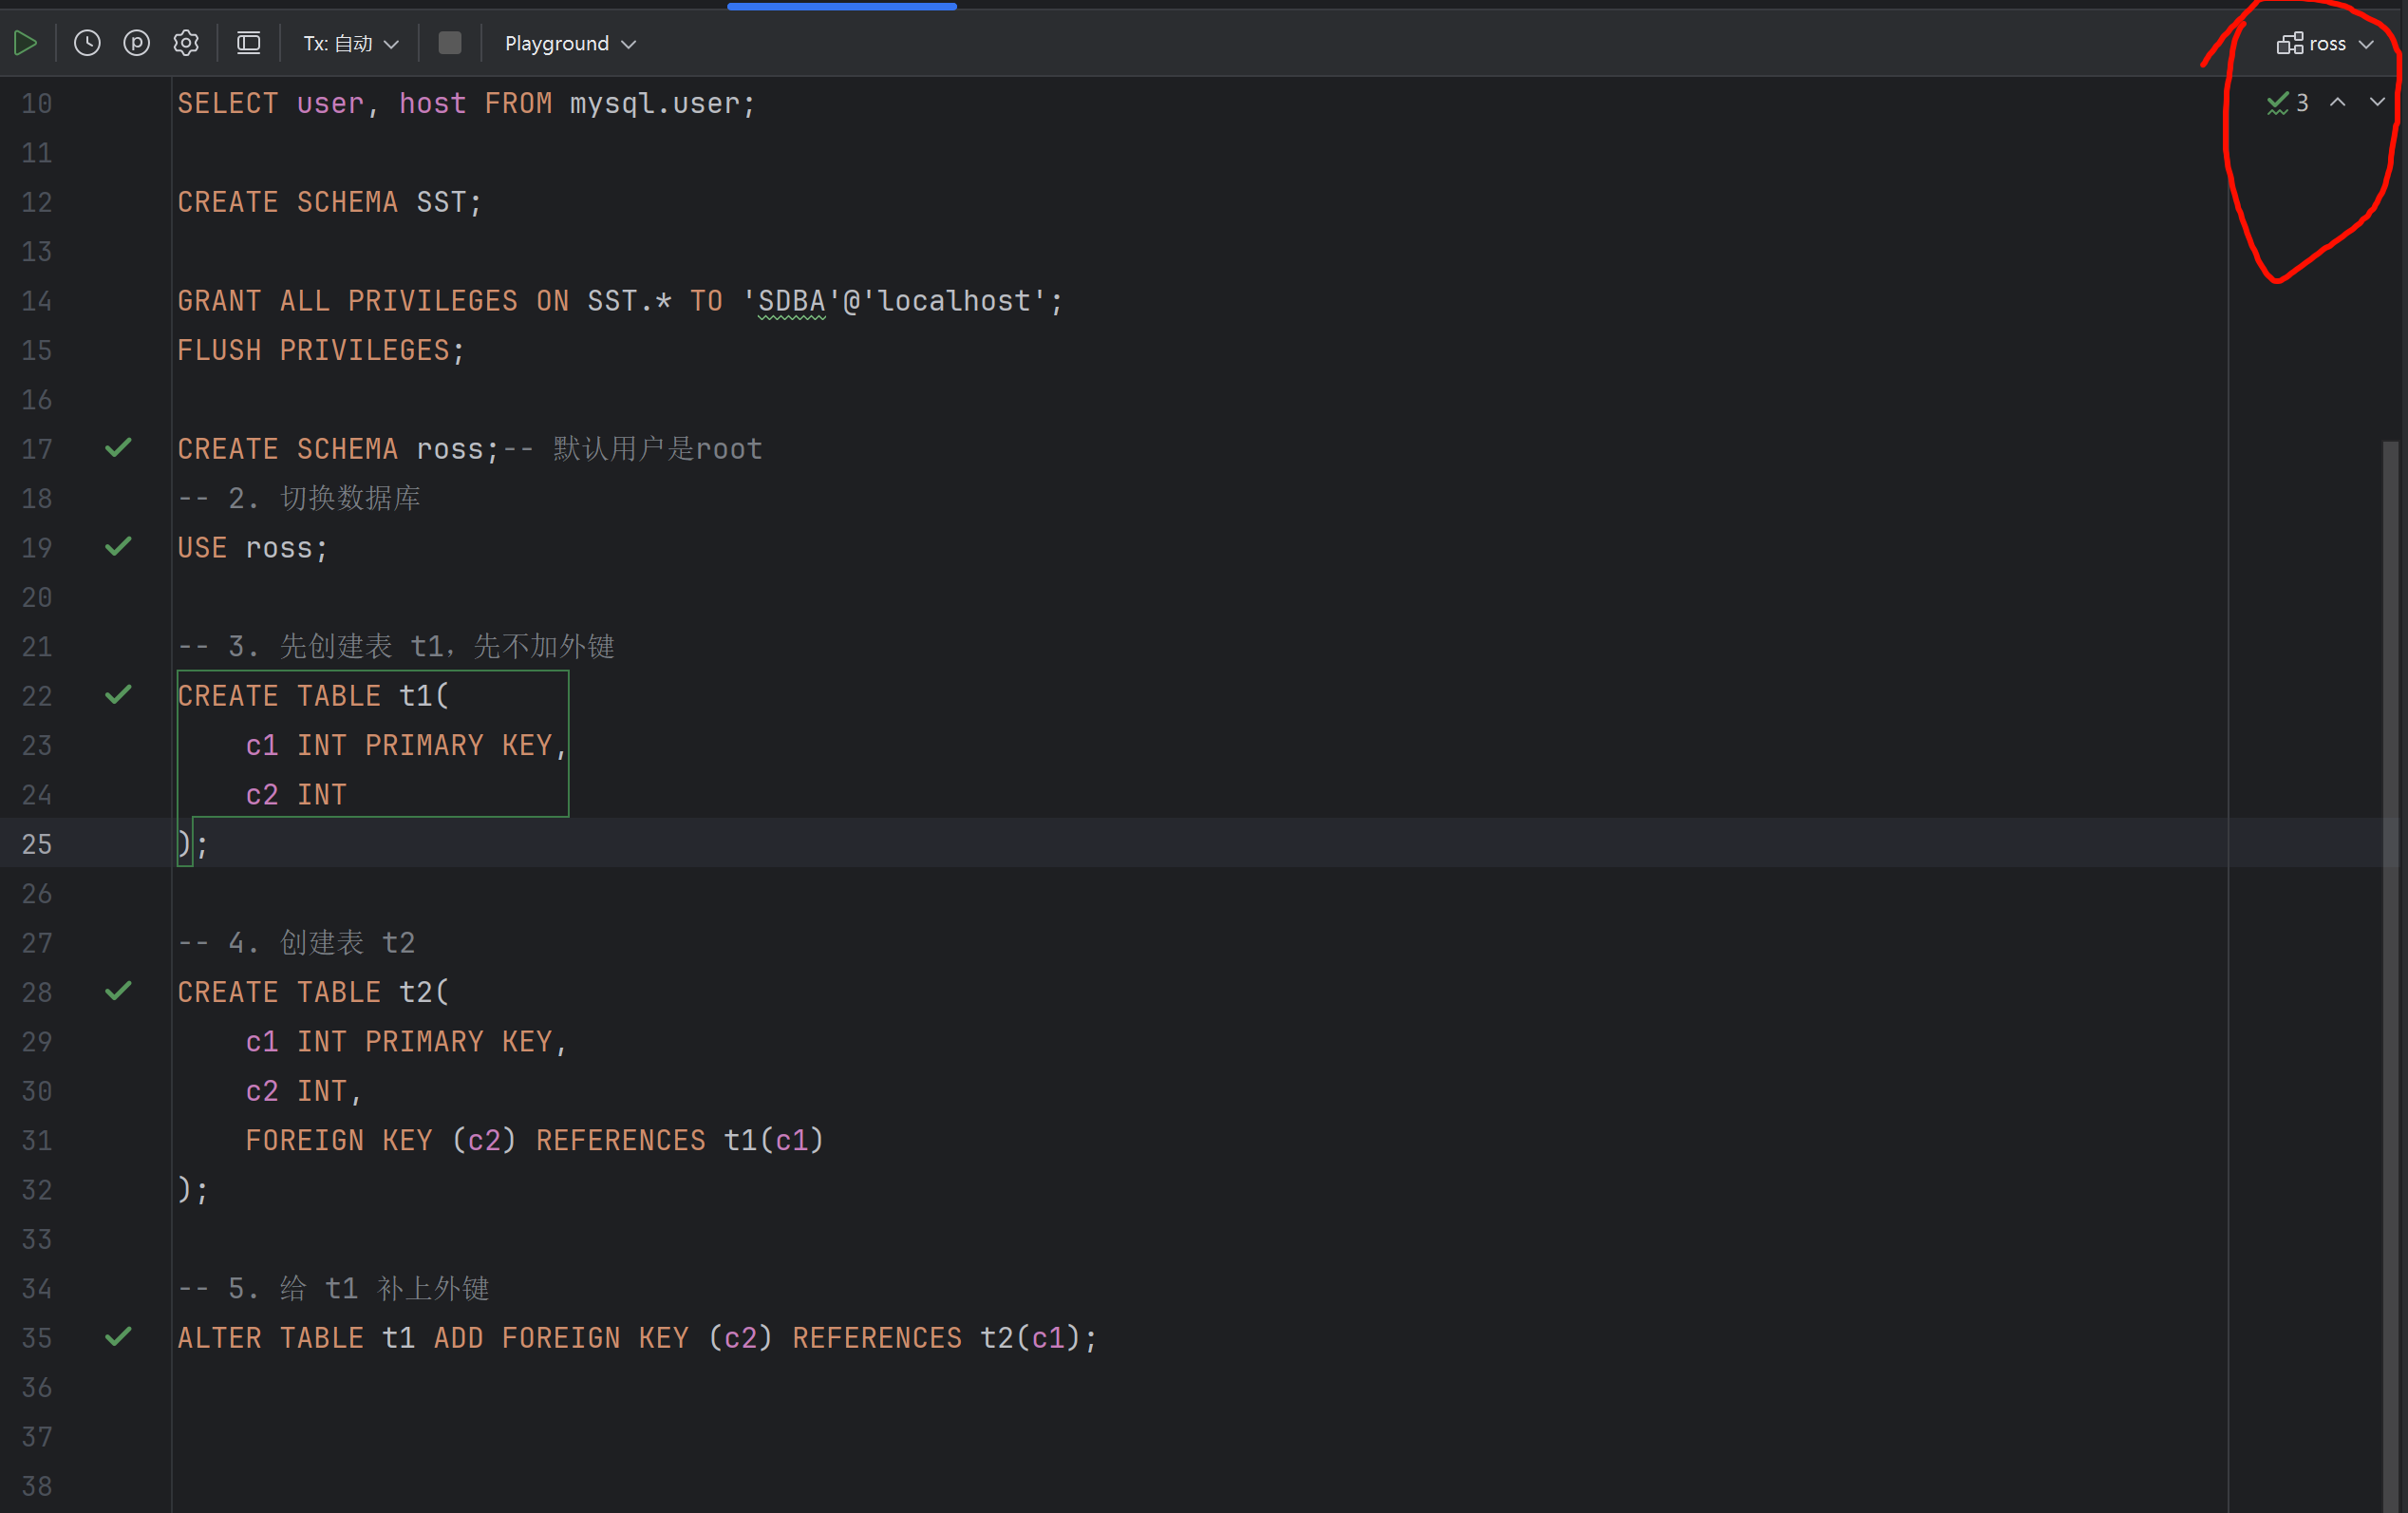 Tx: 自动 Playground ross
3
10 SELECT user, host FROM mysql.user;
11
12 CREATE SCHEMA SST;
13
14 GRANT ALL PRIVILEGES ON SST.* TO 'SDBA'@'localhost';
15 FLUSH PRIVILEGES;
16
17 CREATE SCHEMA ross;-- 默认用户是root
18 -- 2. 切换数据库
19 USE ross;
20
21 -- 3. 先创建表 t1，先不加外键
22 CREATE TABLE t1(
23     c1 INT PRIMARY KEY,
24     c2 INT
25 );
26
27 -- 4. 创建表 t2
28 CREATE TABLE t2(
29     c1 INT PRIMARY KEY,
30     c2 INT,
31     FOREIGN KEY (c2) REFERENCES t1(c1)
32 );
33
34 -- 5. 给 t1 补上外键
35 ALTER TABLE t1 ADD FOREIGN KEY (c2) REFERENCES t2(c1);
36
37
38